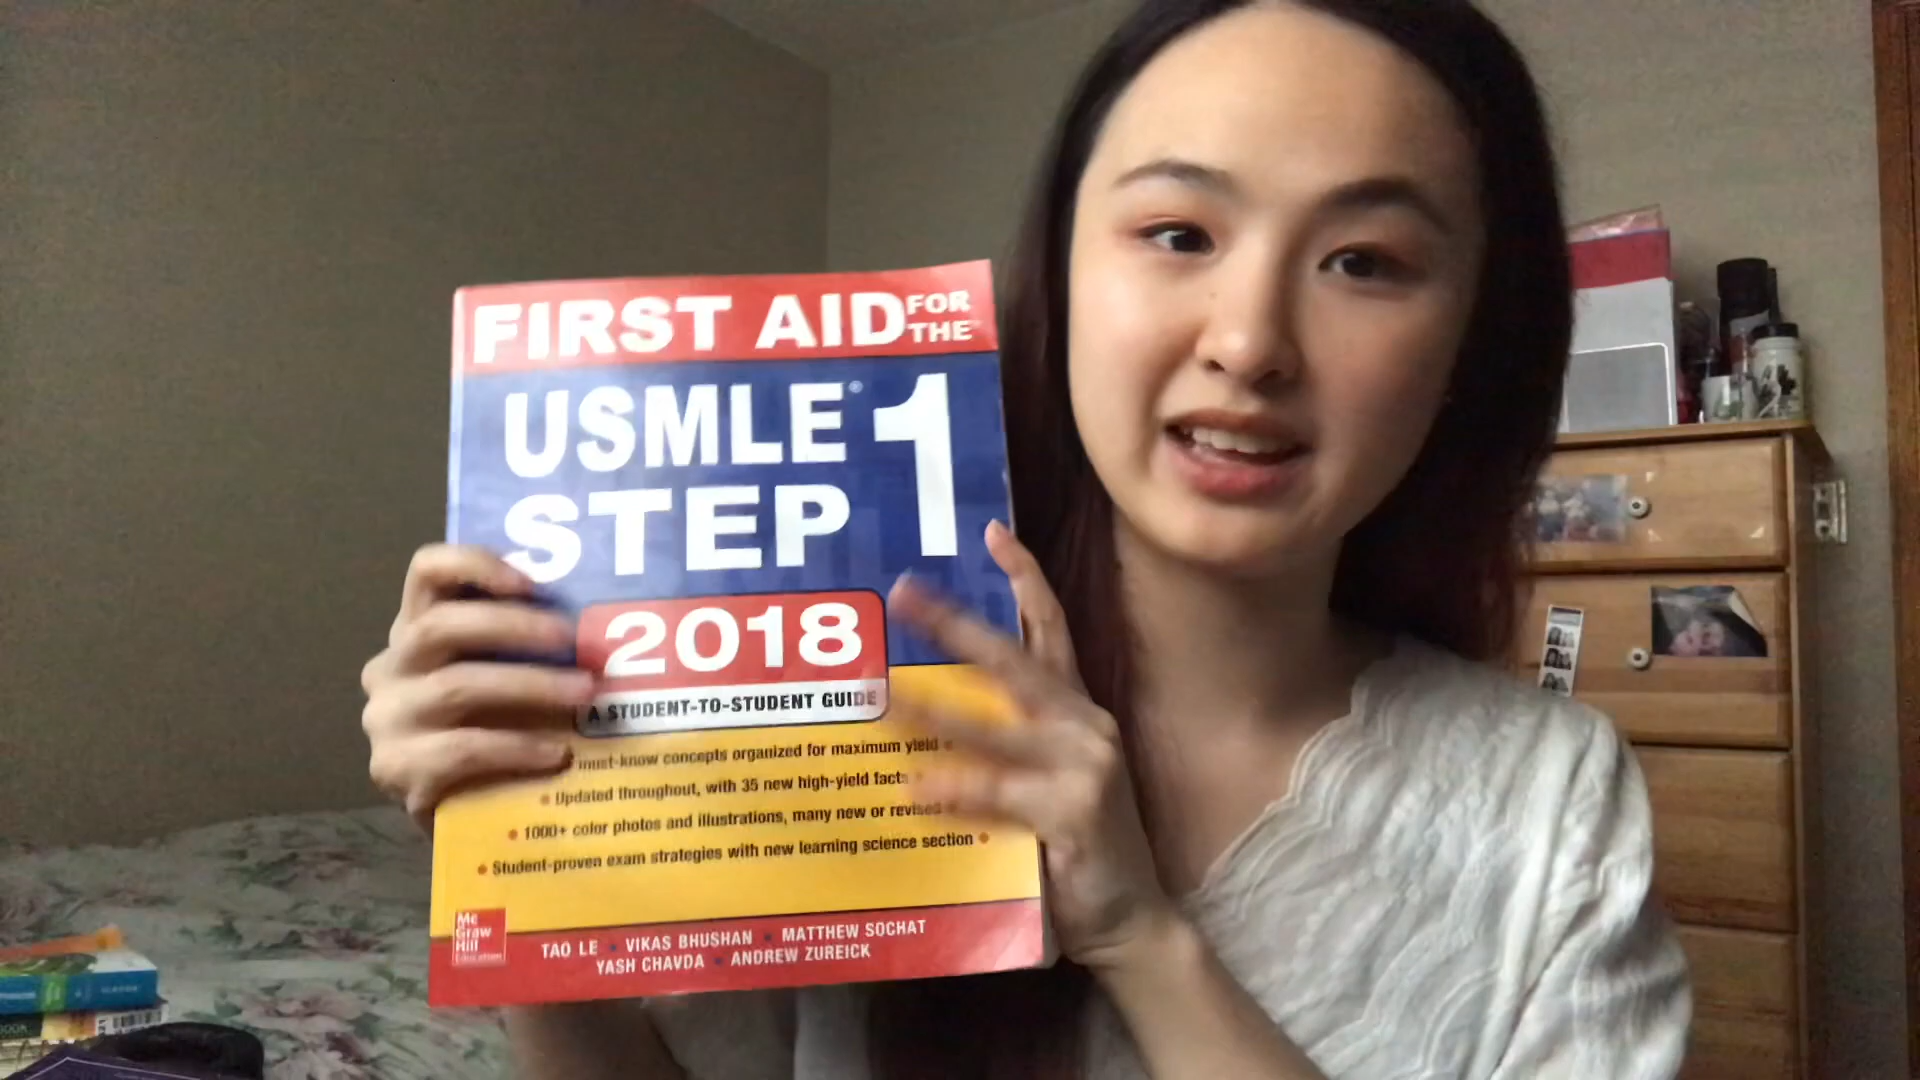 FIRST AID FOR THE
USMLE®
STEP 1
2018
A STUDENT-TO-STUDENT GUIDE
must-know concepts organized for maximum yield
Updated throughout, with 35 new high-yield facts
• 1000+ color photos and illustrations, many new or revised
• Student-proven exam strategies with new learning science section •
Mc
Graw
Hill
Education
TAO LE • VIKAS BHUSHAN • MATTHEW SOCHAT
YASH CHAVDA • ANDREW ZUREICK